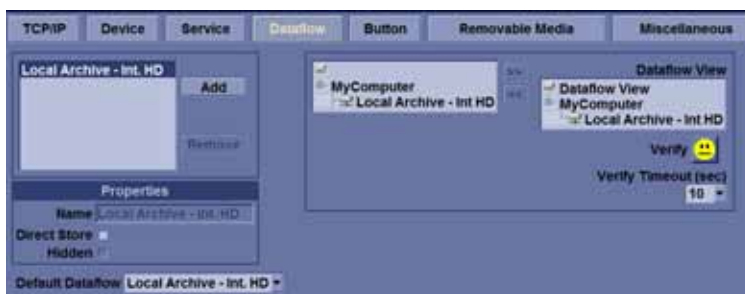 TCP/IP Device Service Dataflow Button Removable Media Miscellaneous
Local Archive - Int. HD
Add
Remove
Properties
Name Local Archive - Int. HD
Direct Store
Hidden
Default Dataflow Local Archive - Int. HD
MyComputer
Local Archive - Int HD
>>
<<
Dataflow View
Dataflow View
MyComputer
Local Archive - Int HD
Verify
Verify Timeout (sec)
10